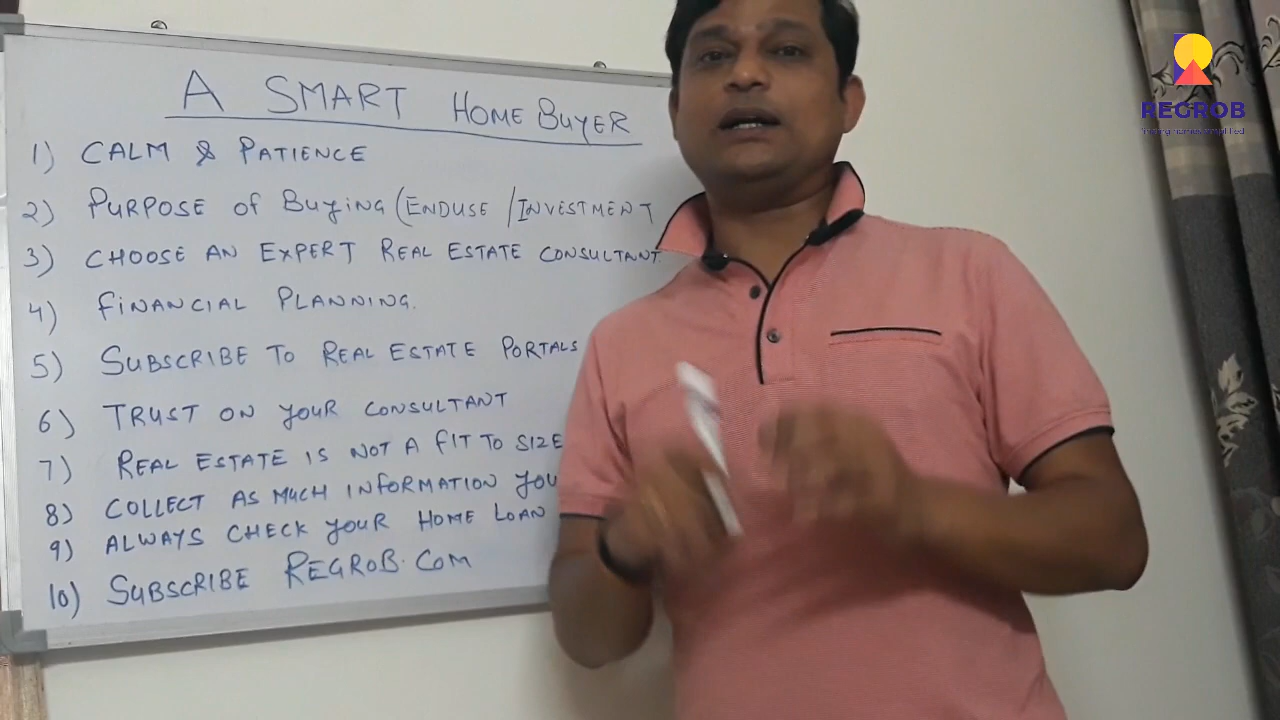 A SMART HOME BUYER
1) CALM & PATIENCE
2) PURPOSE of Buying (ENDUSE / INVESTMENT
3) CHOOSE AN EXPERT REAL ESTATE CONSULTANT.
4) FINANCIAL PLANNING.
5) SUBSCRIBE TO REAL ESTATE PORTALS
6) TRUST ON YOUR CONSULTANT
7) REAL ESTATE IS NOT A FIT TO SIZE
8) COLLECT AS MUCH INFORMATION YOU
9) ALWAYS CHECK YOUR HOME LOAN
10) SUBSCRIBE REGROB.COM
REGROB